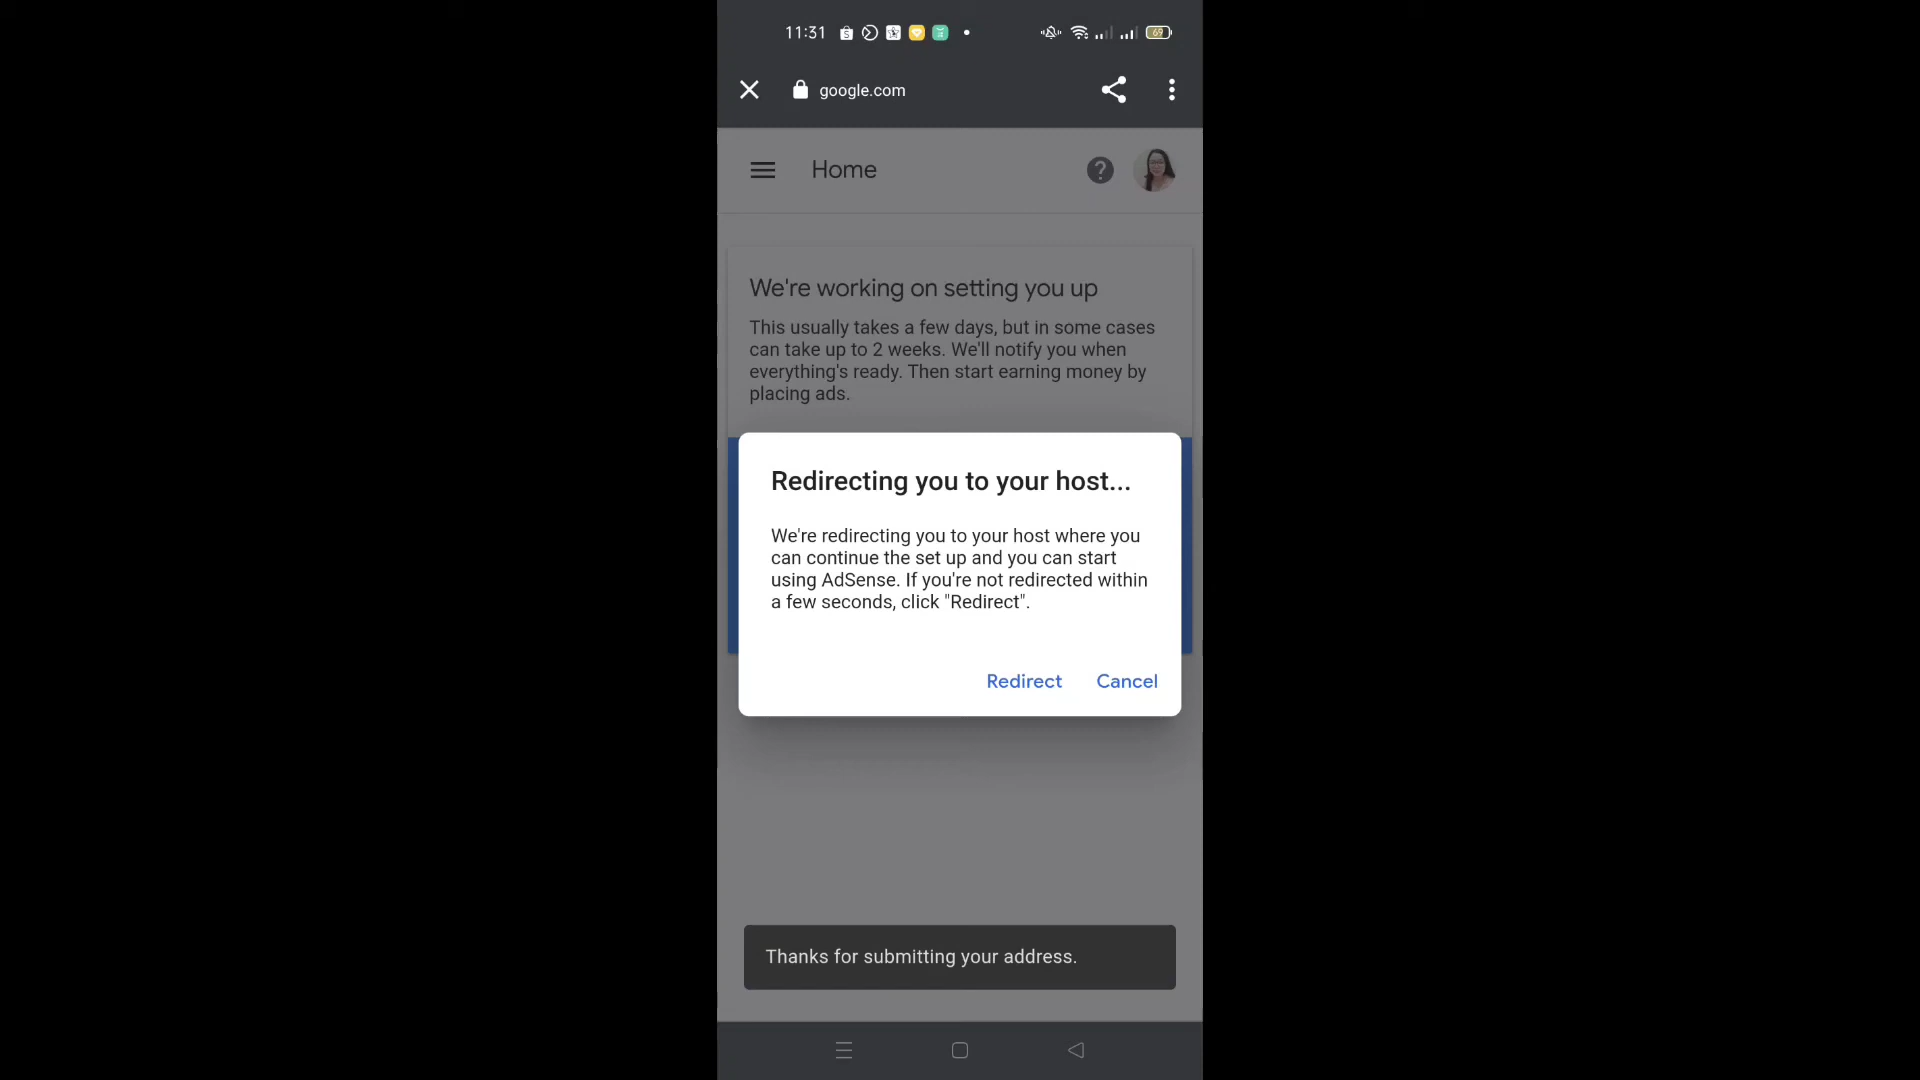 11:31
69
google.com
Home
We're working on setting you up
This usually takes a few days, but in some cases
can take up to 2 weeks. We'll notify you when
everything's ready. Then start earning money by
placing ads.
Redirecting you to your host...
We're redirecting you to your host where you
can continue the set up and you can start
using AdSense. If you're not redirected within
a few seconds, click "Redirect".
Redirect Cancel
Thanks for submitting your address.